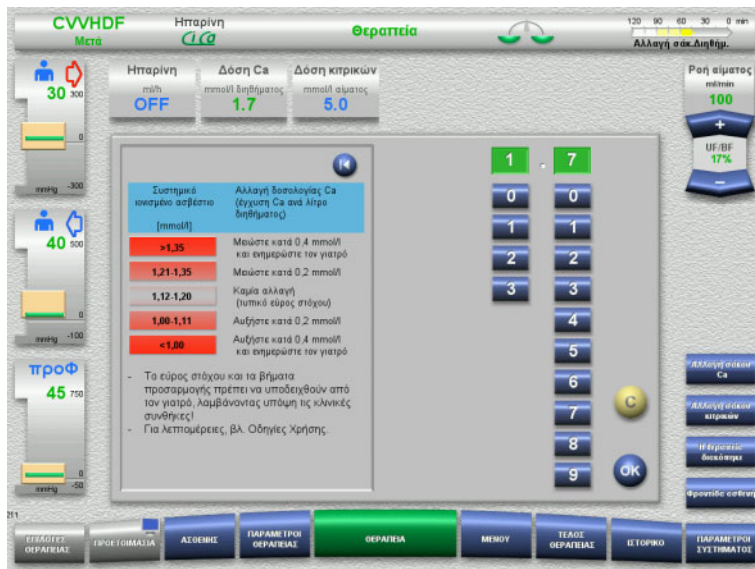 CVVHDF
Μετά
Ηπαρίνη
CiCa
Θεραπεία
120 90 60 30 0 min
Αλλαγή σάκ.Διηθήμ.
30 300
0
mmHg -300
40 500
0
mmHg -100
προΦ
45 750
0
mmHg -50
Ηπαρίνη
ml/h
OFF
Δόση Ca
mmol/l διηθήματος
1.7
Δόση κιτρικών
mmol/l αίματος
5.0
Ροή αίματος
ml/min
100
+
UF/BF
17%
−
Συστημικό
ιονισμένο ασβέστιο
[mmol/l]
Αλλαγή δοσολογίας Ca
(έγχυση Ca ανά λίτρο
διηθήματος)
>1,35
Μειώστε κατά 0,4 mmol/l
και ενημερώστε τον γιατρό
1,21-1,35
Μειώστε κατά 0,2 mmol/l
1,12-1,20
Καμία αλλαγή
(τυπικό εύρος στόχου)
1,00-1,11
Αυξήστε κατά 0,2 mmol/l
<1,00
Αυξήστε κατά 0,4 mmol/l
και ενημερώστε τον γιατρό
- Το εύρος στόχου και τα βήματα
προσαρμογής πρέπει να υποδειχθούν από
τον γιατρό, λαμβάνοντας υπόψη τις κλινικές
συνθήκες!
- Για λεπτομέρειες, βλ. Οδηγίες Χρήσης.
1 . 7
0 0
1 1
2 2
3 3
4
5
6
7
8
9
C
OK
Αλλαγή σάκου
Ca
Αλλαγή σάκου
κιτρικών
Η θεραπεία
διακόπηκε
Φροντίδα ασθενή
211
ΕΠΙΛΟΓΕΣ
ΘΕΡΑΠΕΙΑΣ
ΠΡΟΕΤΟΙΜΑΣΙΑ
ΑΣΘΕΝΗΣ
ΠΑΡΑΜΕΤΡΟΙ
ΘΕΡΑΠΕΙΑΣ
ΘΕΡΑΠΕΙΑ
ΜΕΝΟΥ
ΤΕΛΟΣ
ΘΕΡΑΠΕΙΑΣ
ΙΣΤΟΡΙΚΟ
ΠΑΡΑΜΕΤΡΟΙ
ΣΥΣΤΗΜΑΤΟΣ